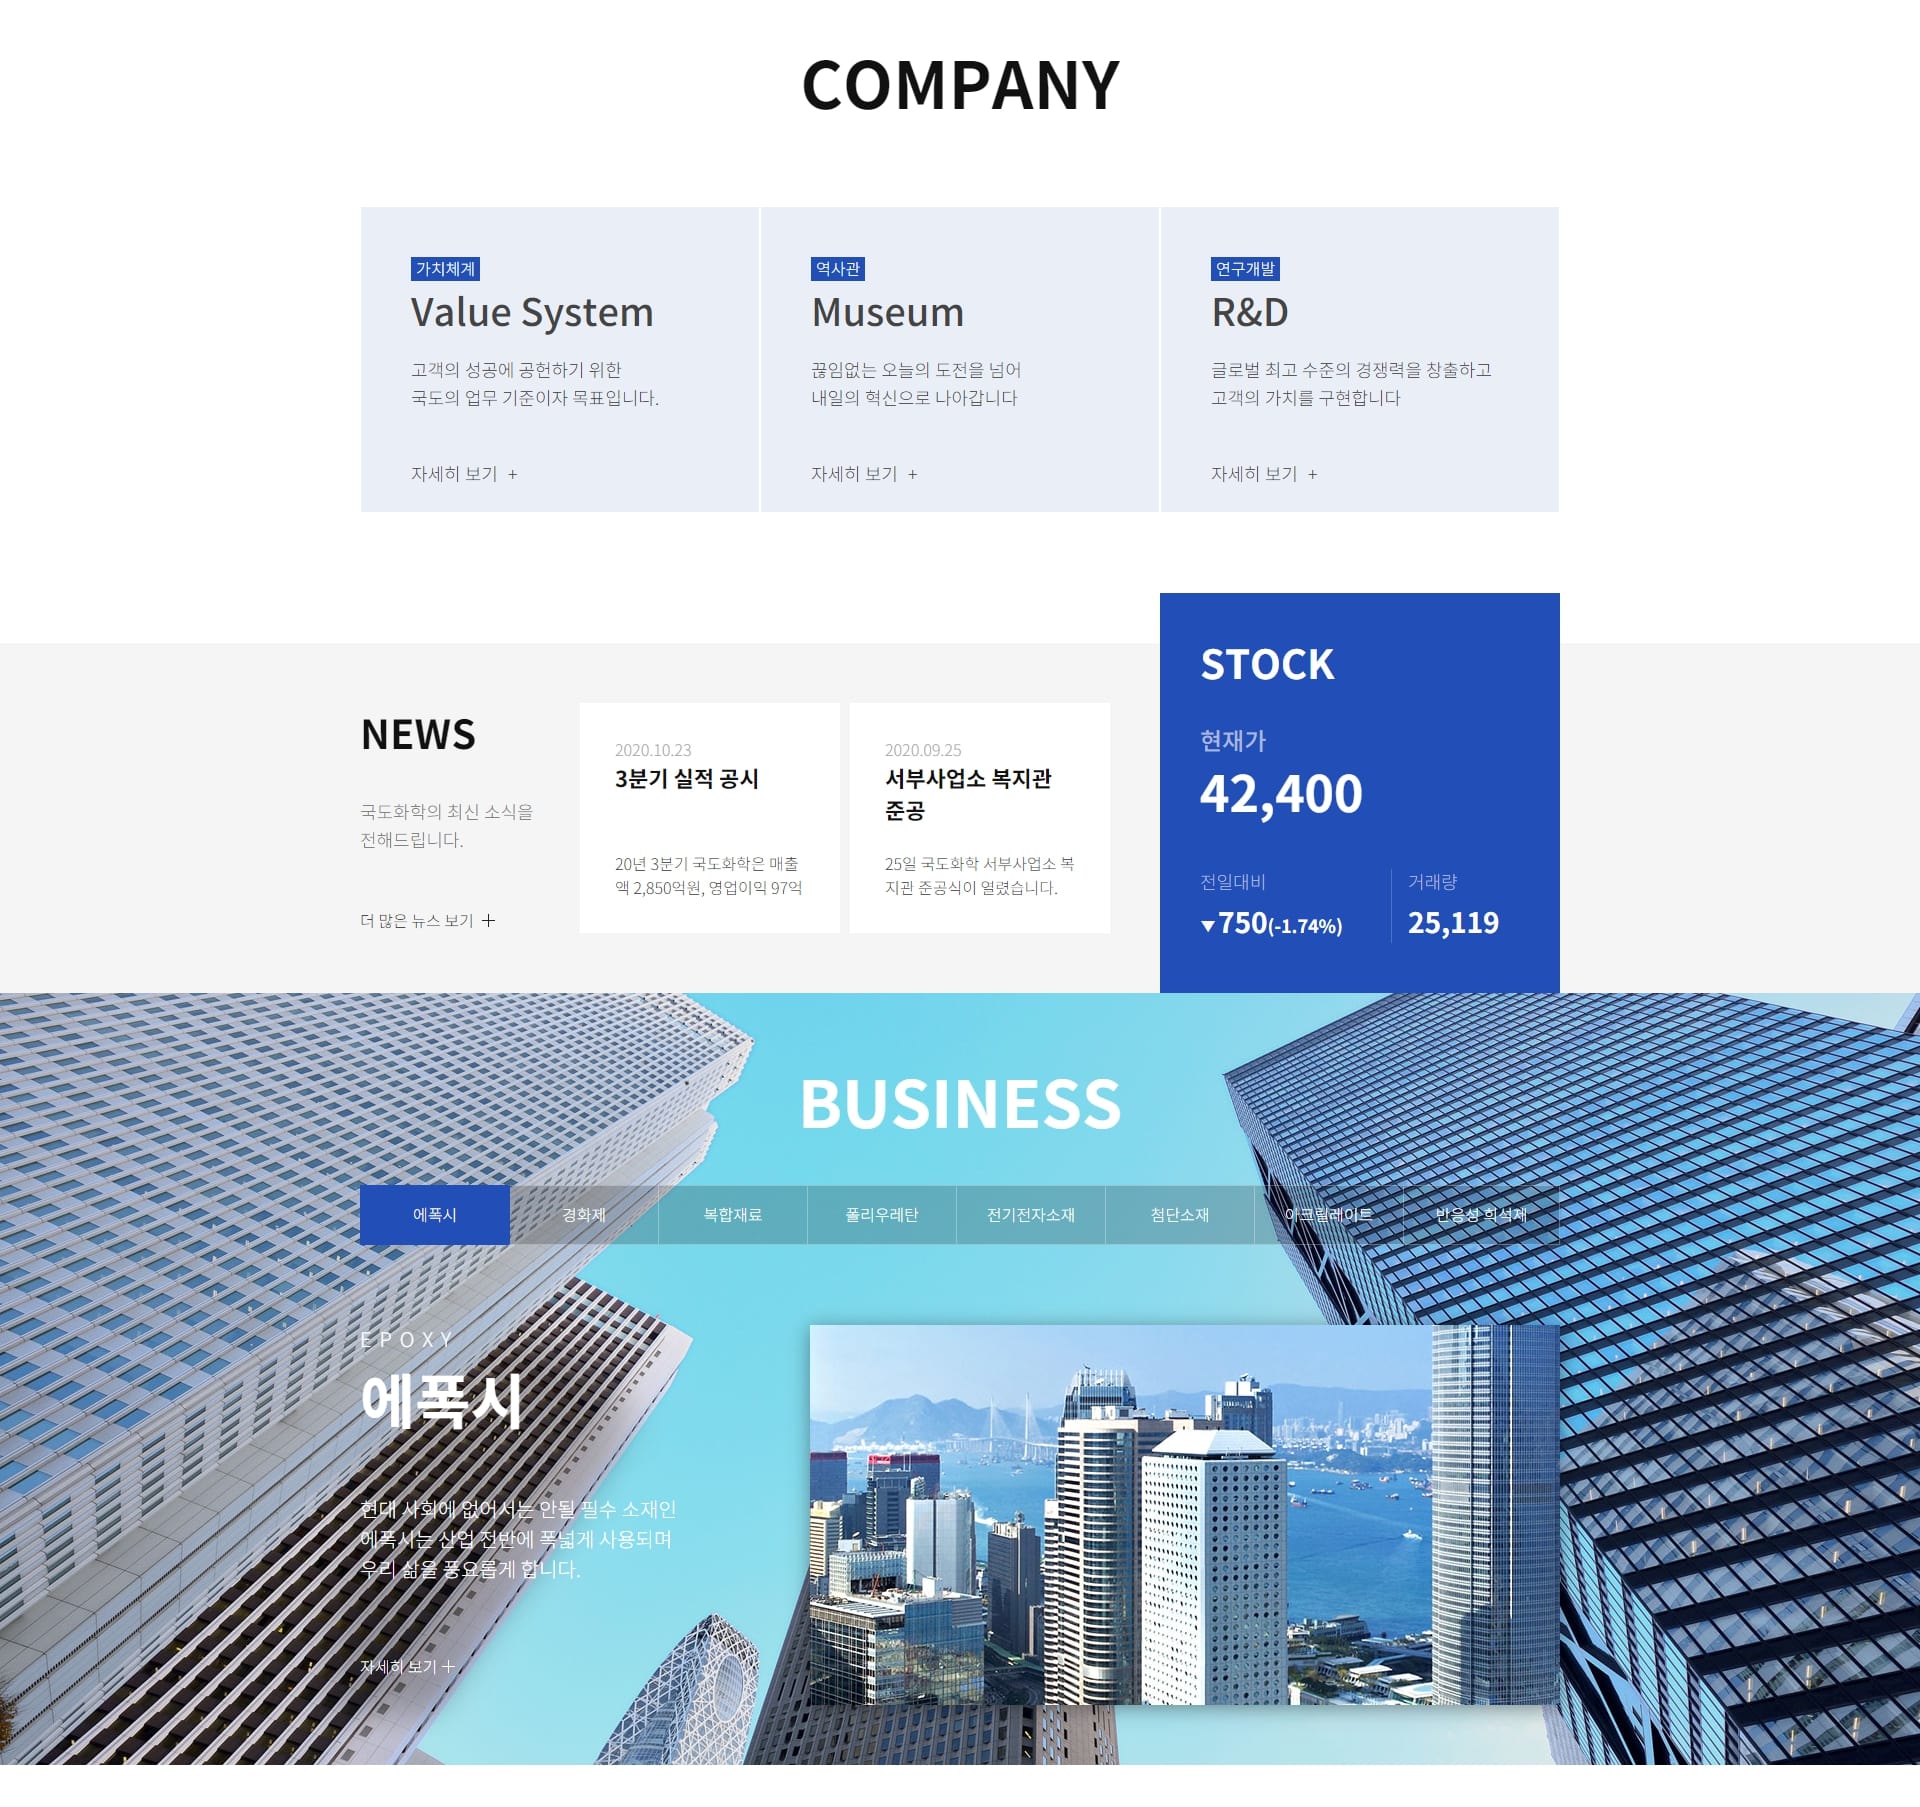 COMPANY
가치체계
Value System
고객의 성공에 공헌하기 위한
국도의 업무 기준이자 목표입니다.
자세히 보기 +
역사관
Museum
끊임없는 오늘의 도전을 넘어
내일의 혁신으로 나아갑니다
자세히 보기 +
연구개발
R&D
글로벌 최고 수준의 경쟁력을 창출하고
고객의 가치를 구현합니다
자세히 보기 +
NEWS
국도화학의 최신 소식을
전해드립니다.
더 많은 뉴스 보기 +
2020.10.23
3분기 실적 공시
20년 3분기 국도화학은 매출
액 2,850억원, 영업이익 97억
2020.09.25
서부사업소 복지관
준공
25일 국도화학 서부사업소 복
지관 준공식이 열렸습니다.
STOCK
현재가
42,400
전일대비
▼750(-1.74%)
거래량
25,119
BUSINESS
에폭시
경화제
복합재료
폴리우레탄
전기전자소재
첨단소재
아크릴레이트
반응성 희석제
EPOXY
에폭시
현대 사회에 없어서는 안될 필수 소재인
에폭시는 산업 전반에 폭넓게 사용되며
우리 삶을 풍요롭게 합니다.
자세히 보기 +